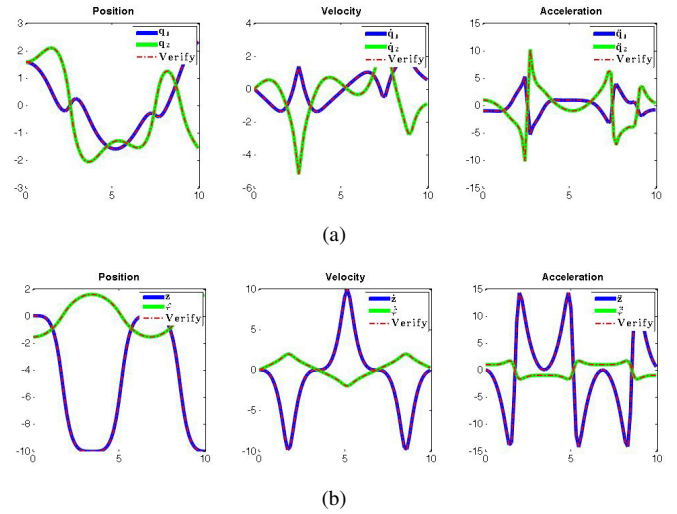 Position
Velocity
Acceleration
3
2
1
0
-1
-2
-3
0
5
10
q₁
q₂
Verify
2
0
-2
-4
-6
0
5
10
q̇₁
q̇₂
Verify
15
10
5
0
-5
-10
-15
0
5
10
q̈₁
q̈₂
Verify
(a)
Position
Velocity
Acceleration
2
0
-2
-4
-6
-8
-10
0
5
10
z
φ
Verify
10
5
0
-5
-10
0
5
10
ż
φ̇
Verify
15
10
5
0
-5
-10
-15
0
5
10
z̈
φ̈
Verify
(b)